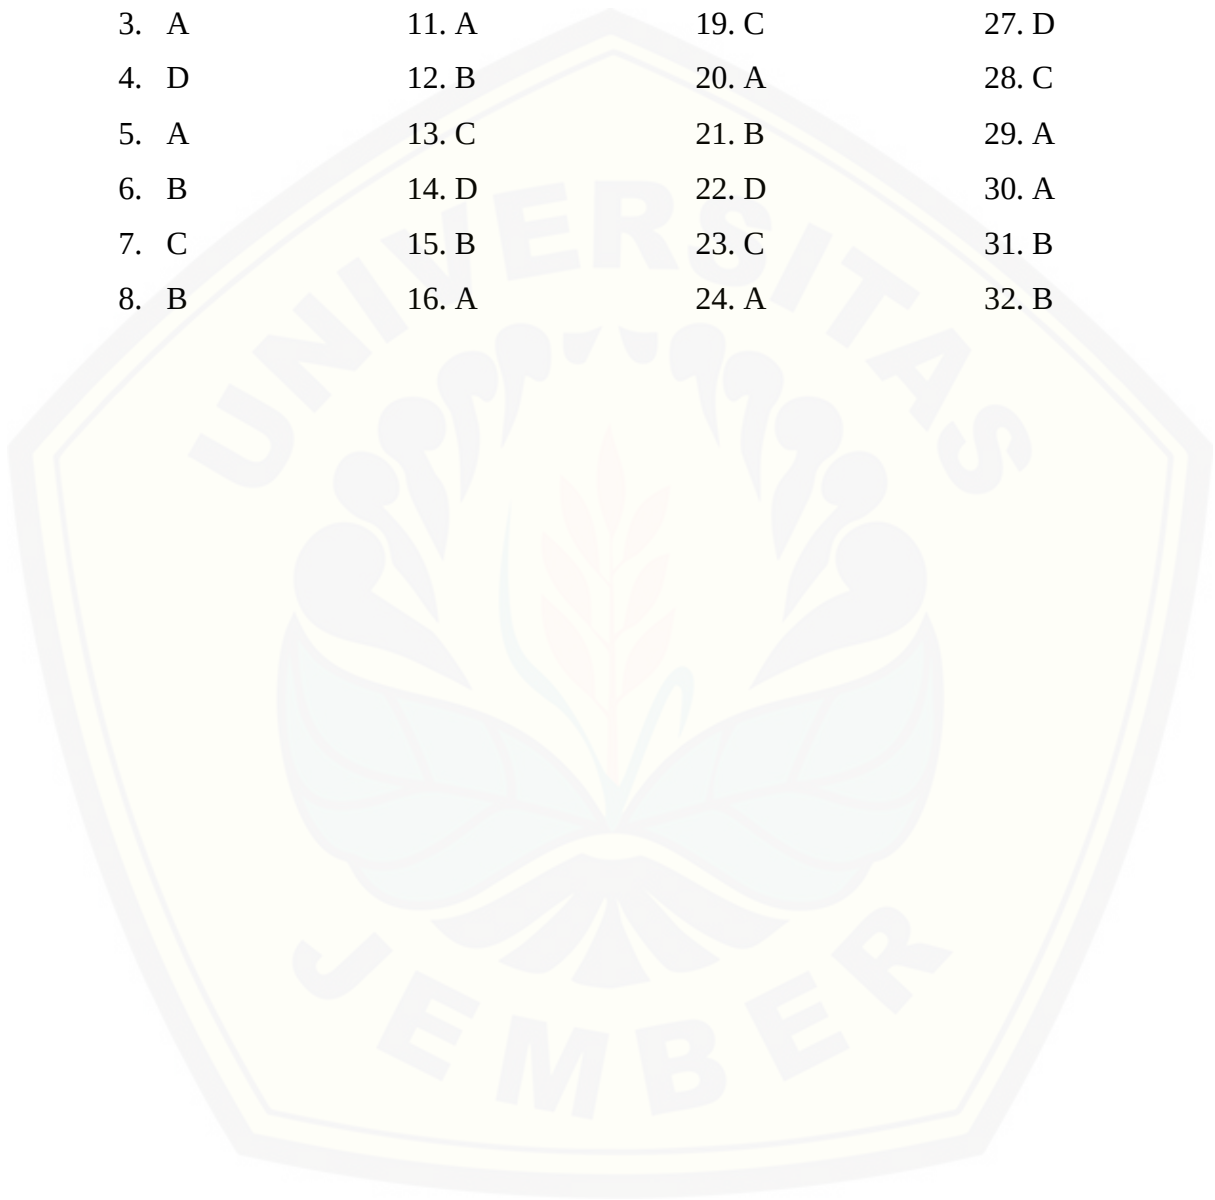 3. A 11. A 19. C 27. D
4. D 12. B 20. A 28. C
5. A 13. C 21. B 29. A
6. B 14. D 22. D 30. A
7. C 15. B 23. C 31. B
8. B 16. A 24. A 32. B
UNIVERSITAS
JEMBER